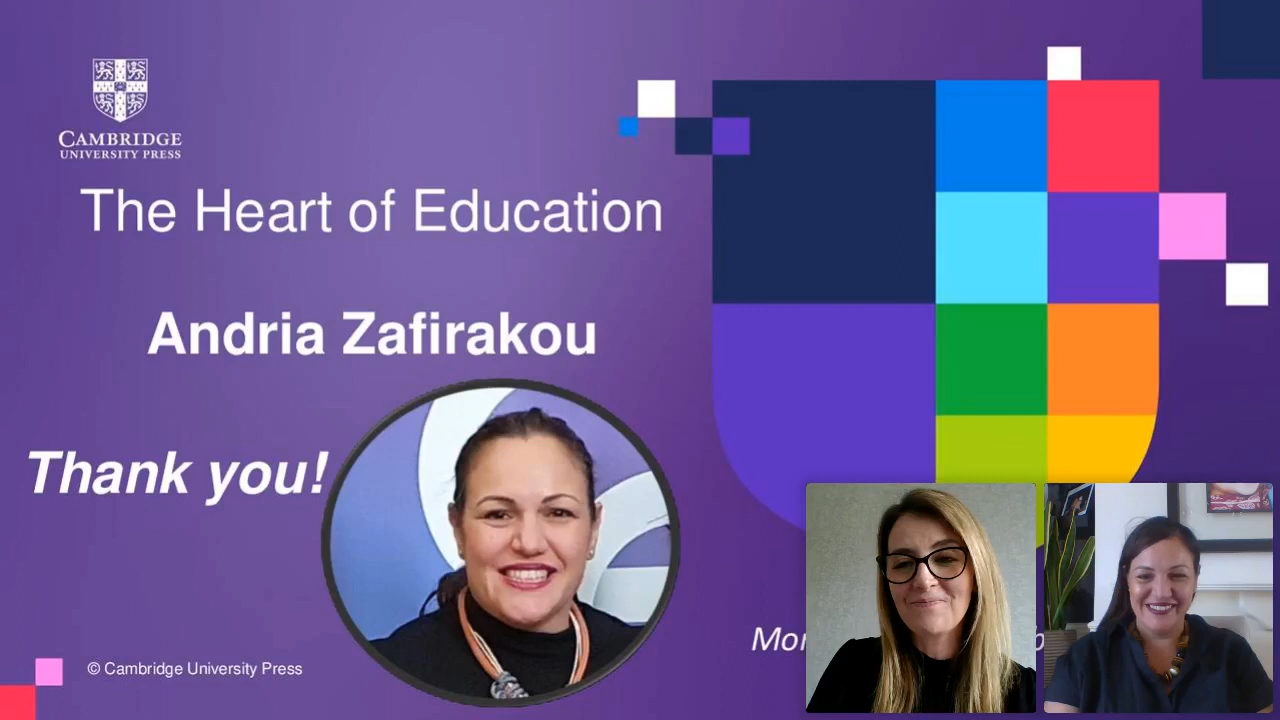 CAMBRIDGE
UNIVERSITY PRESS
The Heart of Education
Andria Zafirakou
Thank you!
© Cambridge University Press